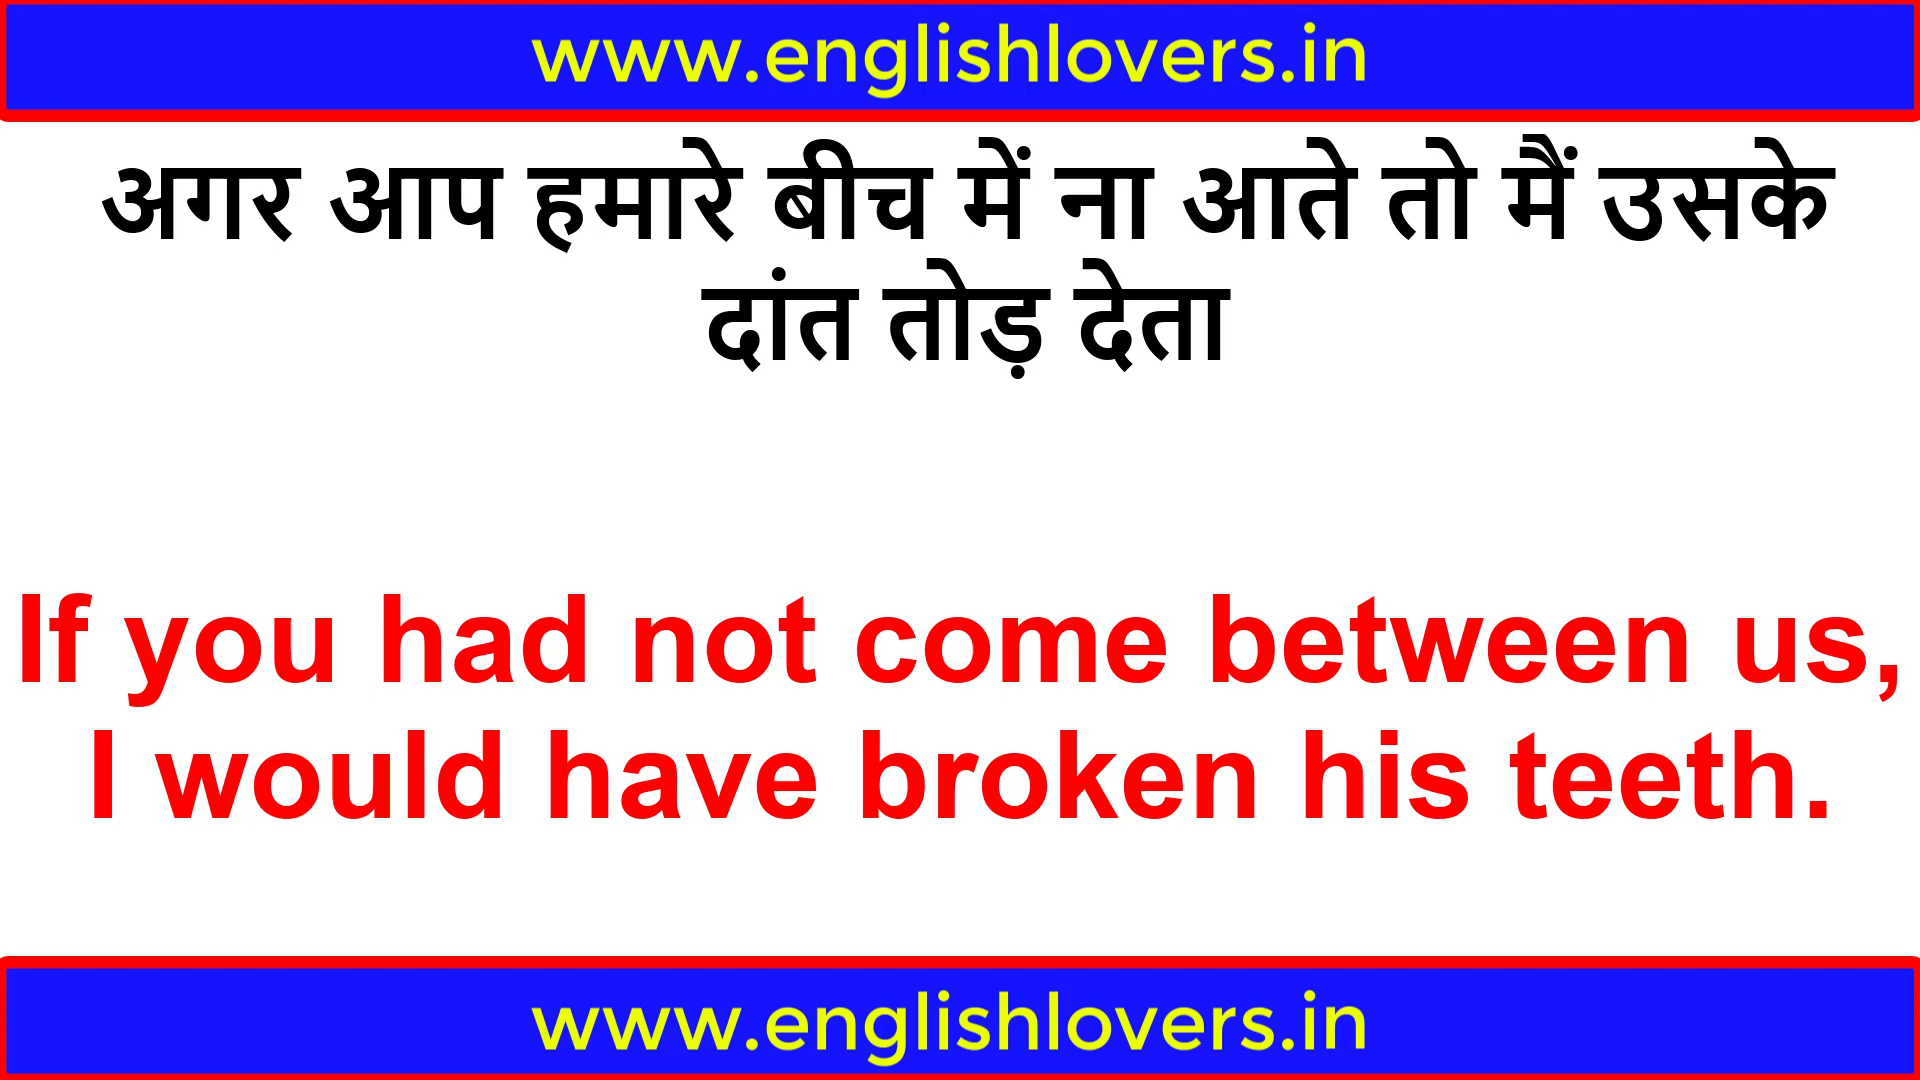 www.englishlovers.in
अगर आप हमारे बीच में ना आते तो मैं उसके
दांत तोड़ देता
If you had not come between us,
I would have broken his teeth.
www.englishlovers.in